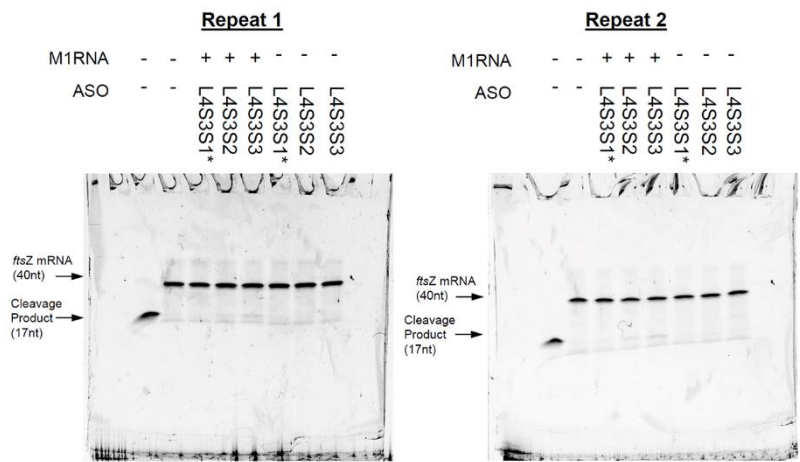 Repeat 1
M1RNA - - + + + - - -
ASO - - L4S3S1* L4S3S2 L4S3S3 L4S3S1* L4S3S2 L4S3S3
ftsZ mRNA
(40nt)
Cleavage
Product
(17nt)
Repeat 2
M1RNA - - + + + - - -
ASO - - L4S3S1* L4S3S2 L4S3S3 L4S3S1* L4S3S2 L4S3S3
ftsZ mRNA
(40nt)
Cleavage
Product
(17nt)